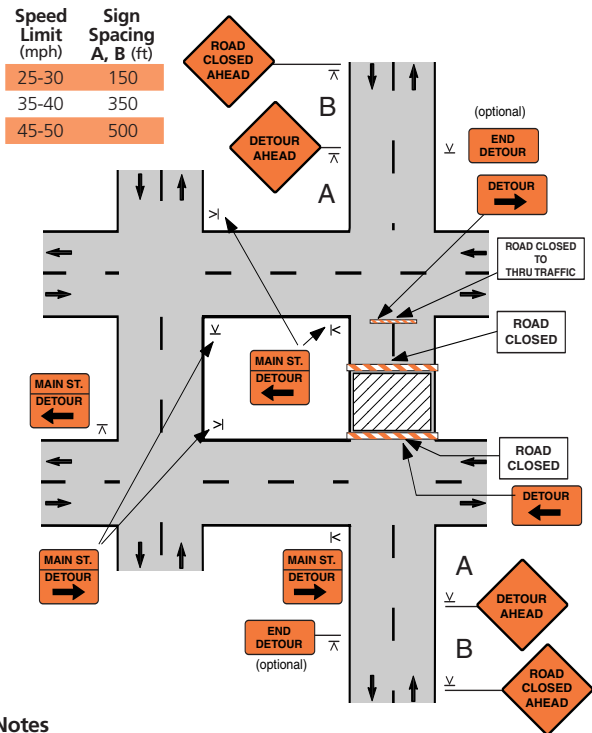 Speed
Limit
(mph)
Sign
Spacing
A, B (ft)
25-30 150
35-40 350
45-50 500
ROAD
CLOSED
AHEAD
B
DETOUR
AHEAD
A
(optional)
END
DETOUR
DETOUR
ROAD CLOSED
TO
THRU TRAFFIC
ROAD
CLOSED
MAIN ST.
DETOUR
MAIN ST.
DETOUR
ROAD
CLOSED
DETOUR
MAIN ST.
DETOUR
MAIN ST.
DETOUR
A
DETOUR
AHEAD
END
DETOUR
(optional)
B
ROAD
CLOSED
AHEAD
Notes